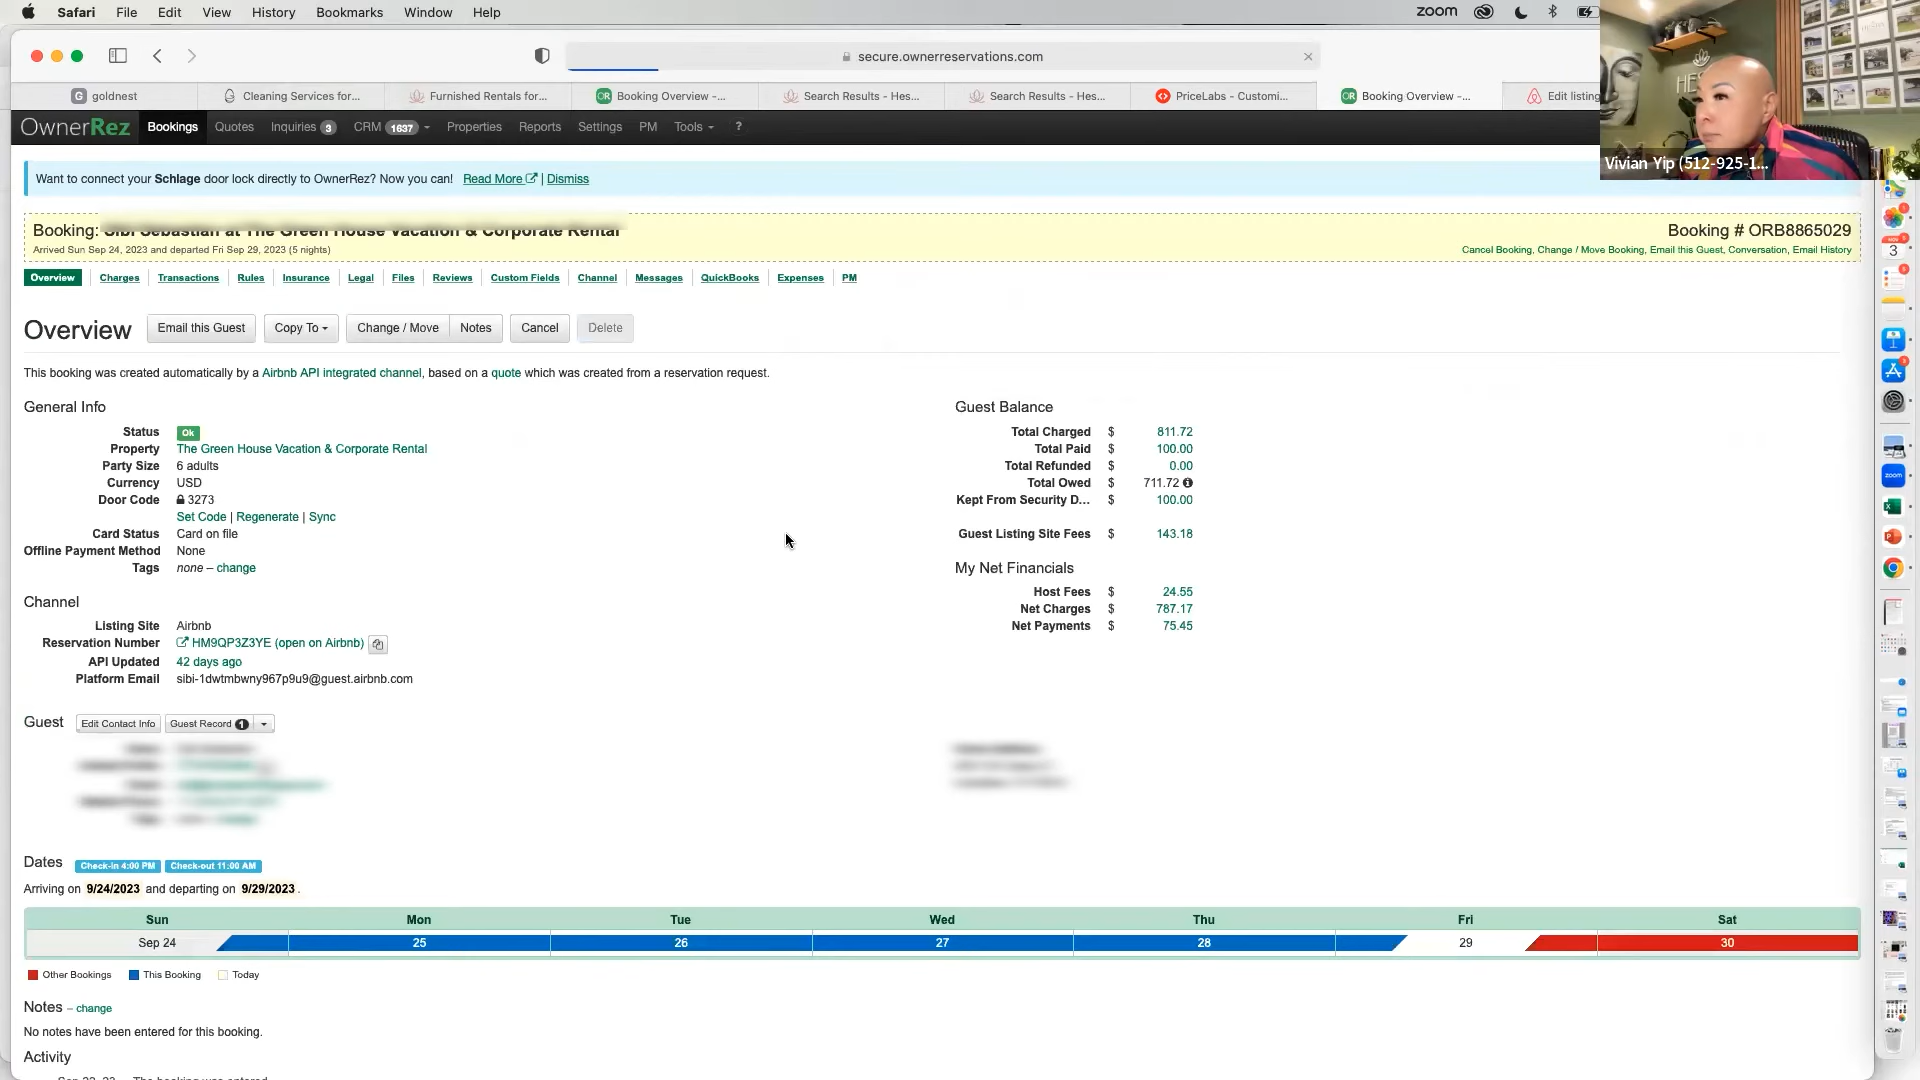 Safari File Edit View History Bookmarks Window Help zoom
secure.ownerreservations.com
goldnest Cleaning Services for... Furnished Rentals for... Booking Overview -... Search Results - Hes... Search Results - Hes... PriceLabs - Customi... Booking Overview -... Edit listing
OwnerRez Bookings Quotes Inquiries 3 CRM 1637 Properties Reports Settings PM Tools ?
Vivian Yip (512-925-1...
Want to connect your Schlage door lock directly to OwnerRez? Now you can! Read More | Dismiss
Booking: Sibi Sebastian at The Green House Vacation & Corporate Rental Booking # ORB8865029
Arrived Sun Sep 24, 2023 and departed Fri Sep 29, 2023 (5 nights) Cancel Booking, Change / Move Booking, Email this Guest, Conversation, Email History
Overview Charges Transactions Rules Insurance Legal Files Reviews Custom Fields Channel Messages QuickBooks Expenses PM
Overview Email this Guest Copy To Change / Move Notes Cancel Delete
This booking was created automatically by a Airbnb API integrated channel, based on a quote which was created from a reservation request.
General Info
Status Ok
Property The Green House Vacation & Corporate Rental
Party Size 6 adults
Currency USD
Door Code 3273
Set Code | Regenerate | Sync
Card Status Card on file
Offline Payment Method None
Tags none – change
Guest Balance
Total Charged $ 811.72
Total Paid $ 100.00
Total Refunded $ 0.00
Total Owed $ 711.72
Kept From Security D... $ 100.00
Guest Listing Site Fees $ 143.18
My Net Financials
Host Fees $ 24.55
Net Charges $ 787.17
Net Payments $ 75.45
Channel
Listing Site Airbnb
Reservation Number HM9QP3Z3YE (open on Airbnb)
API Updated 42 days ago
Platform Email sibi-1dwtmbwny967p9u9@guest.airbnb.com
Guest Edit Contact Info Guest Record 1
Dates Check-in 4:00 PM Check-out 11:00 AM
Arriving on 9/24/2023 and departing on 9/29/2023 .
Sun Mon Tue Wed Thu Fri Sat
Sep 24 25 26 27 28 29 30
Other Bookings This Booking Today
Notes – change
No notes have been entered for this booking.
Activity